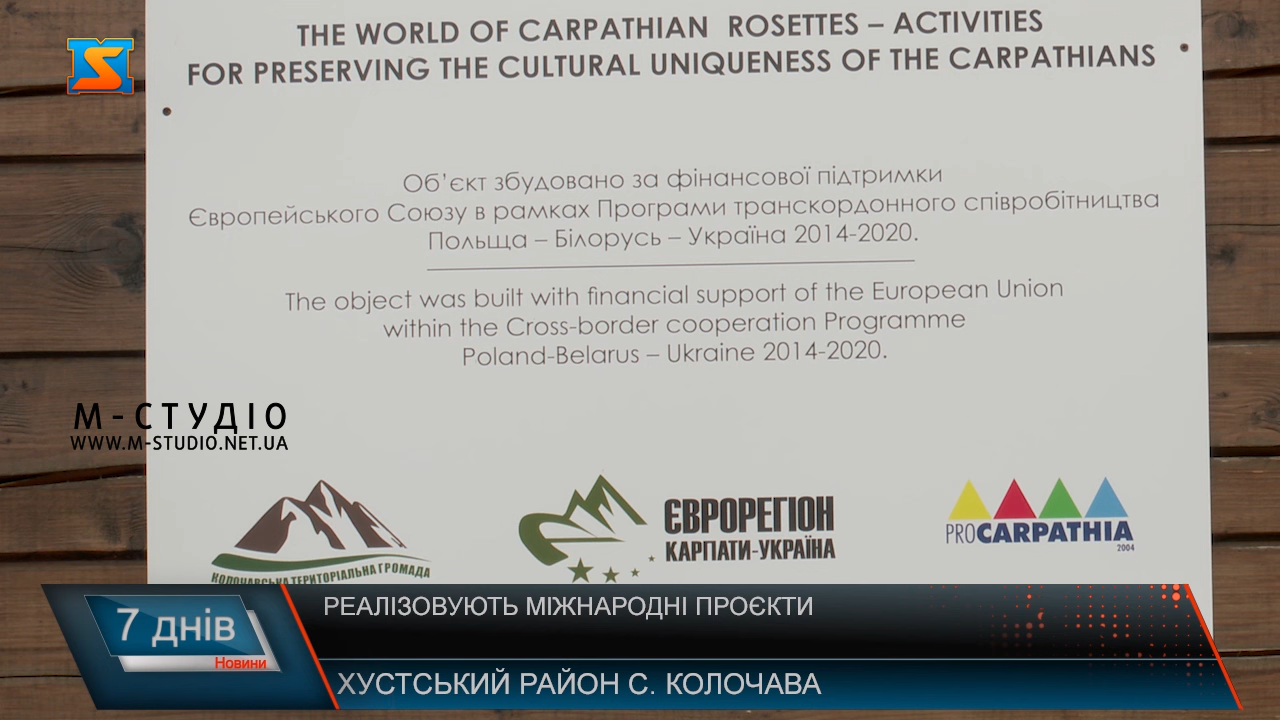 THE WORLD OF CARPATHIAN ROSETTES – ACTIVITIES
FOR PRESERVING THE CULTURAL UNIQUENESS OF THE CARPATHIANS
Об’єкт збудовано за фінансової підтримки
Європейського Союзу в рамках Програми транскордонного співробітництва
Польща – Білорусь – Україна 2014-2020.
The object was built with financial support of the European Union
within the Cross-border cooperation Programme
Poland-Belarus – Ukraine 2014-2020.
М-СТУДІО
WWW.M-STUDIO.NET.UA
КОЛОЧАВСЬКА ТЕРИТОРІАЛЬНА ГРОМАДА
ЄВРОРЕГІОН
КАРПАТИ-УКРАЇНА
PROCARPATHIA
2004
7 днів
Новини
РЕАЛІЗОВУЮТЬ МІЖНАРОДНІ ПРОЄКТИ
ХУСТСЬКИЙ РАЙОН С. КОЛОЧАВА